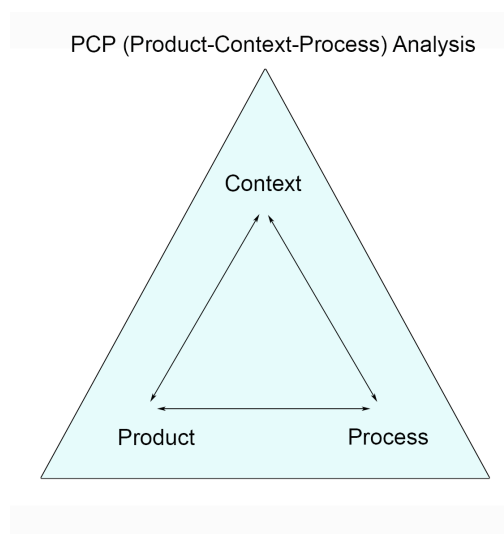 PCP (Product-Context-Process) Analysis
Context
Product
Process